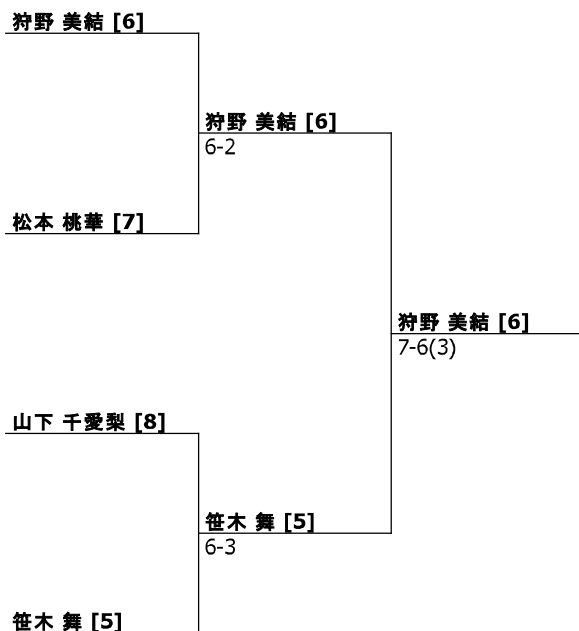 狩野 美結 [6]
狩野 美結 [6]
6-2
松本 桃華 [7]
狩野 美結 [6]
7-6(3)
山下 千愛梨 [8]
笹木 舞 [5]
6-3
笹木 舞 [5]